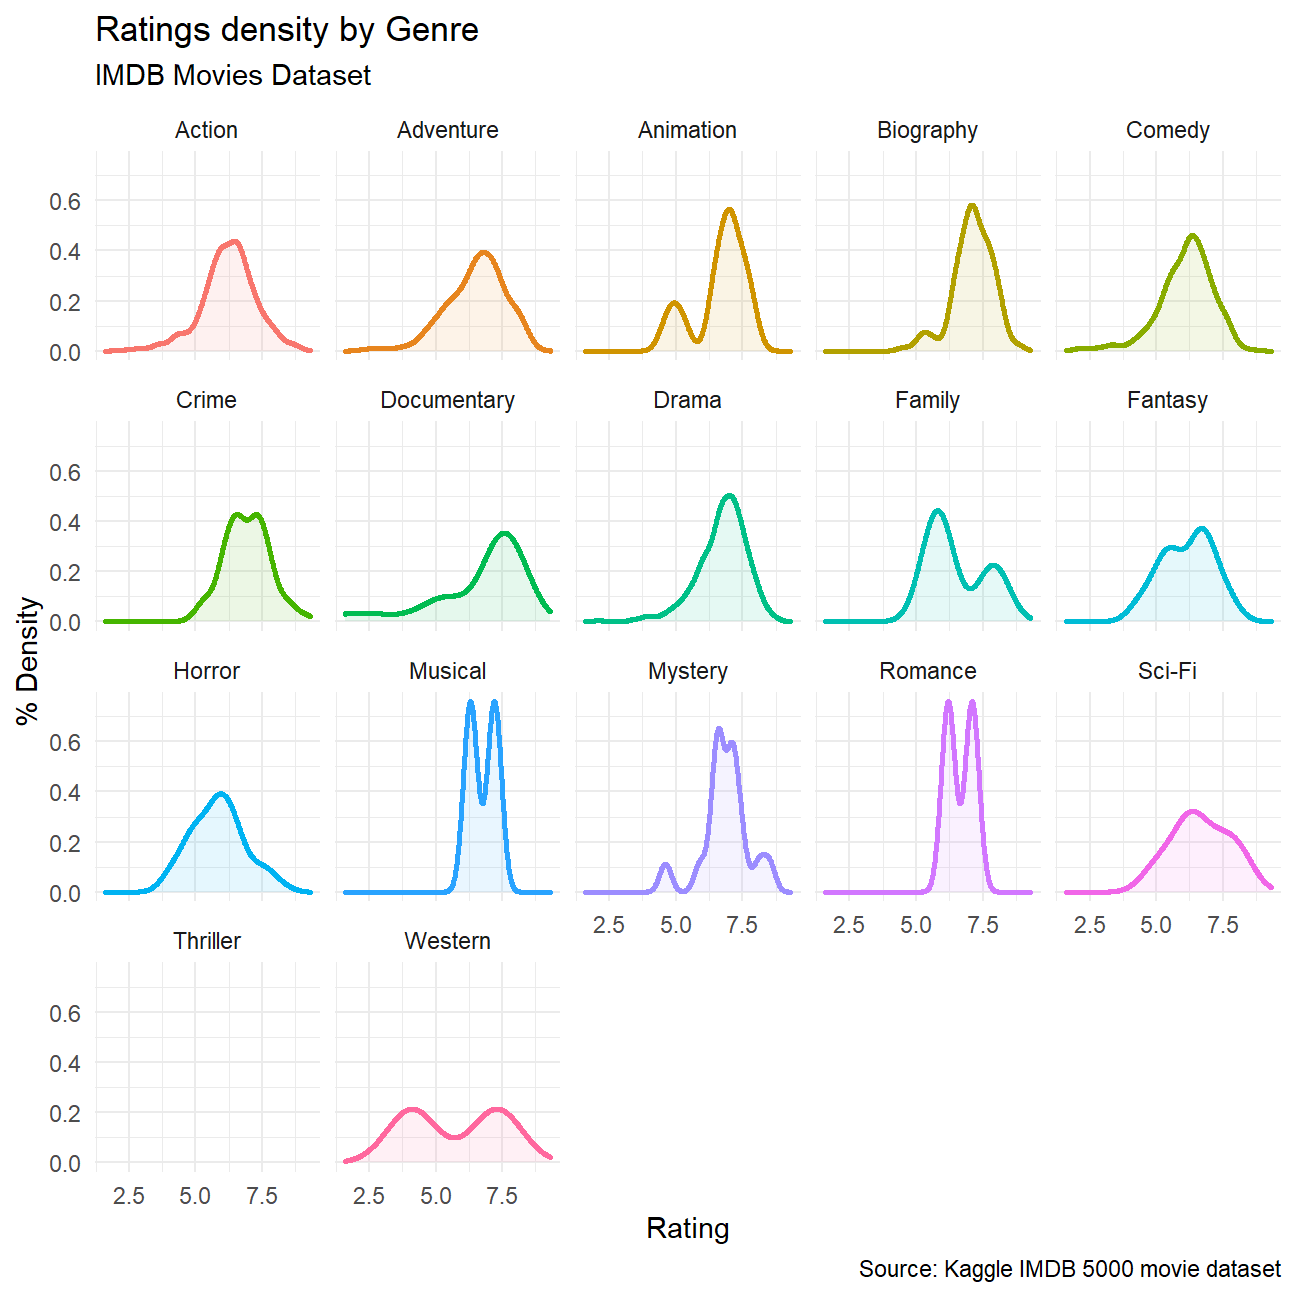 Ratings density by Genre
IMDB Movies Dataset
Action Adventure Animation Biography Comedy
0.6
0.4
0.2
0.0
Crime Documentary Drama Family Fantasy
0.6
0.4
0.2
0.0
% Density
Horror Musical Mystery Romance Sci-Fi
0.6
0.4
0.2
0.0
2.5 5.0 7.5 2.5 5.0 7.5 2.5 5.0 7.5
Thriller Western
0.6
0.4
0.2
0.0
2.5 5.0 7.5 2.5 5.0 7.5
Rating
Source: Kaggle IMDB 5000 movie dataset